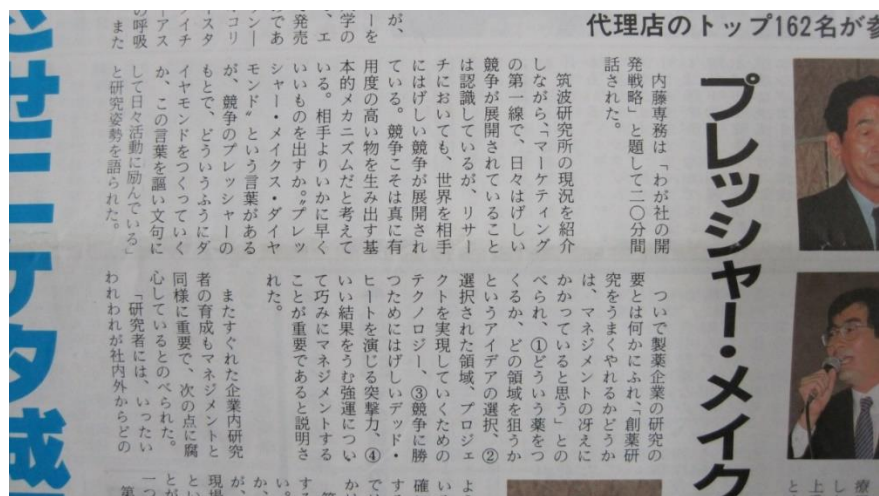 代理店のトップ162名が参
プレッシャー・メイク
内藤専務は「わが社の開
発戦略」と題して二〇分間
話された。
筑波研究所の現況を紹介
しながら、「マーケティング
の第一線で、日々はげしい
競争が展開されていること
は認識しているが、リサー
チにおいても、世界を相手
にはげしい競争が展開され
ている。競争こそは真に有
用度の高い物を生み出す基
本的メカニズムだと考えて
いる。相手よりいかに早く
いいものを出すか。〝プレッ
シャー・メイクス・ダイヤ
モンド〟という言葉がある
が、競争のプレッシャーの
もとで、どういうふうにダ
イヤモンドをつくっていく
か、この言葉を謳い文句に
して日々活動に励んでいる」
と研究姿勢を語られた。
ついで製薬企業の研究の
要とは何かにふれ、「創薬研
究をうまくやれるかどうか
は、マネジメントの冴えに
かかっていると思う」との
べられ、①どういう薬をつ
くるか、どの領域を狙うか
というアイデアの選択、②
選択された領域、プロジェ
クトを実現していくための
テクノロジー、③競争に勝
つためにはげしいデッド・
ヒートを演じる突撃力、④
いい結果をうむ強運につい
て巧みにマネジメントする
ことが重要であると説明さ
れた。
またすぐれた企業内研究
者の育成もマネジメントと
同様に重要で、次の点に腐
心しているとのべられた。
「研究者には、いったい
われわれが社内外からどの